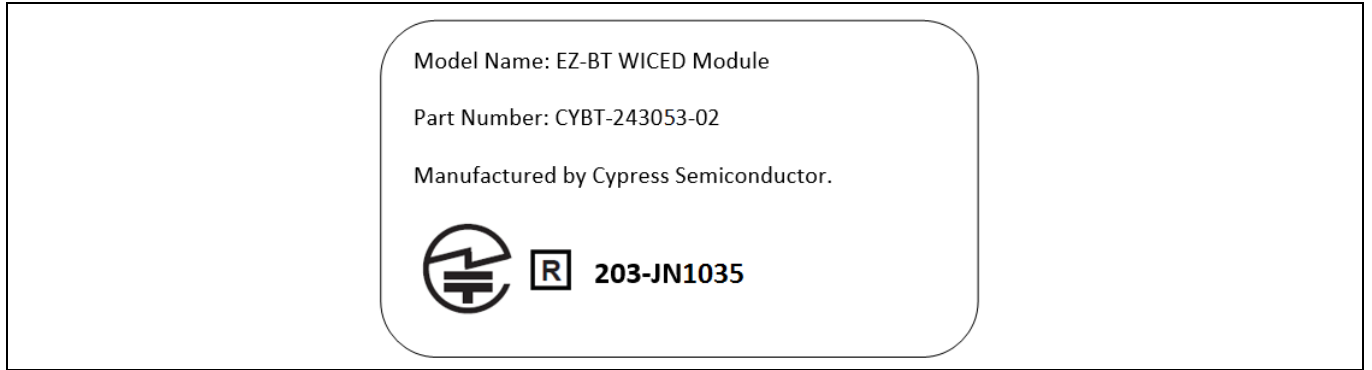 Model Name: EZ-BT WICED Module
Part Number: CYBT-243053-02
Manufactured by Cypress Semiconductor.
R 203-JN1035